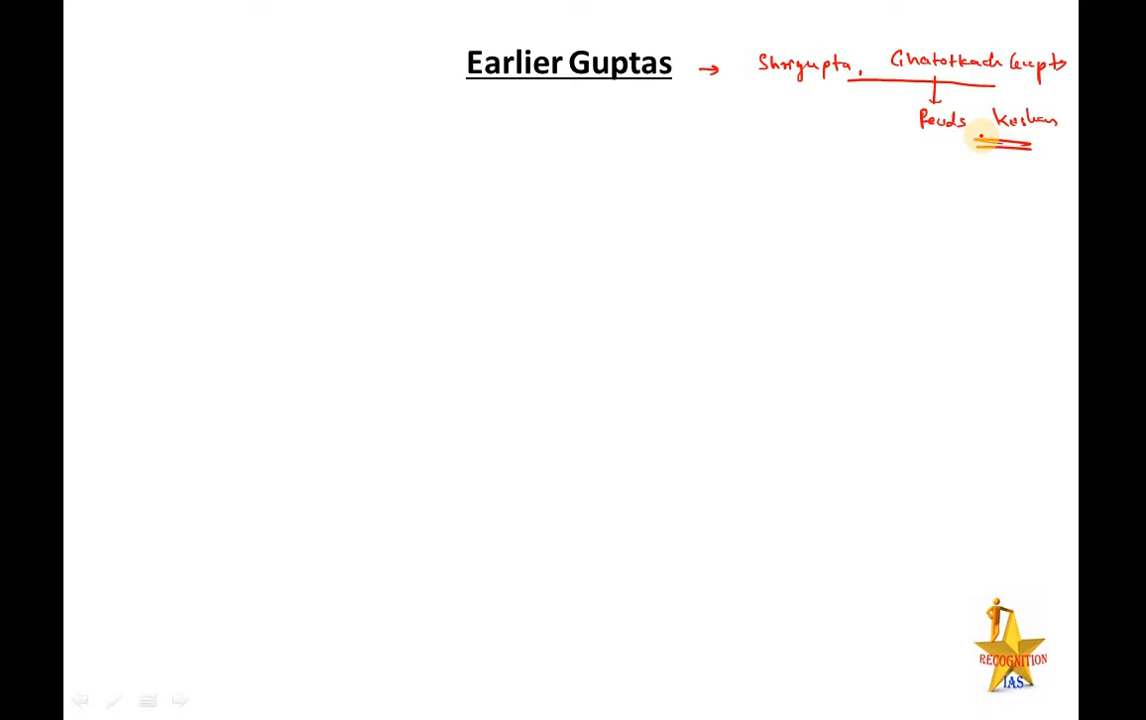 Earlier Guptas → Shrigupta, Ghatotkach Gupta
Feuds Kushan
RECOGNITION
IAS